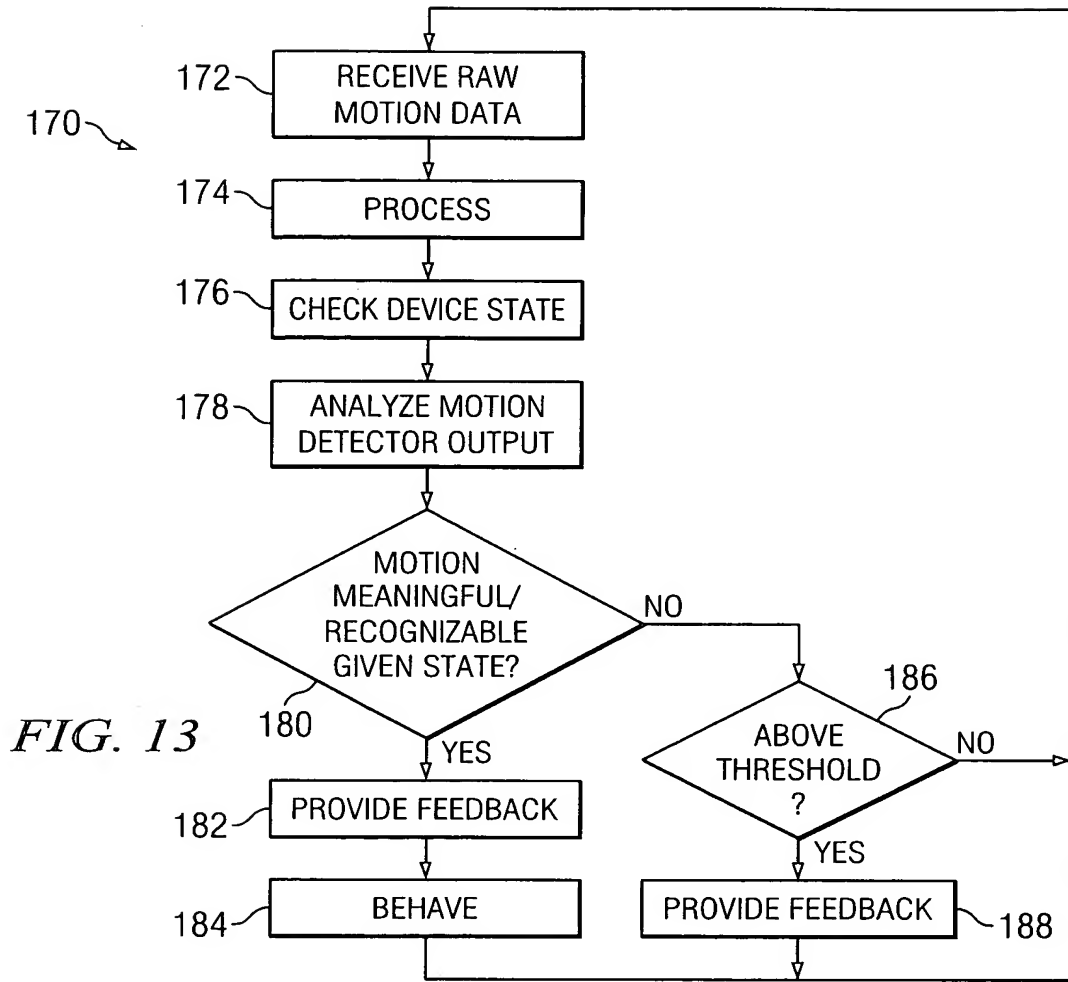 172
RECEIVE RAW
MOTION DATA
170
174
PROCESS
176
CHECK DEVICE STATE
178
ANALYZE MOTION
DETECTOR OUTPUT
MOTION
MEANINGFUL/
RECOGNIZABLE
GIVEN STATE?
NO
180
186
ABOVE
THRESHOLD
?
NO
FIG. 13
YES
182
PROVIDE FEEDBACK
YES
184
BEHAVE
PROVIDE FEEDBACK
188